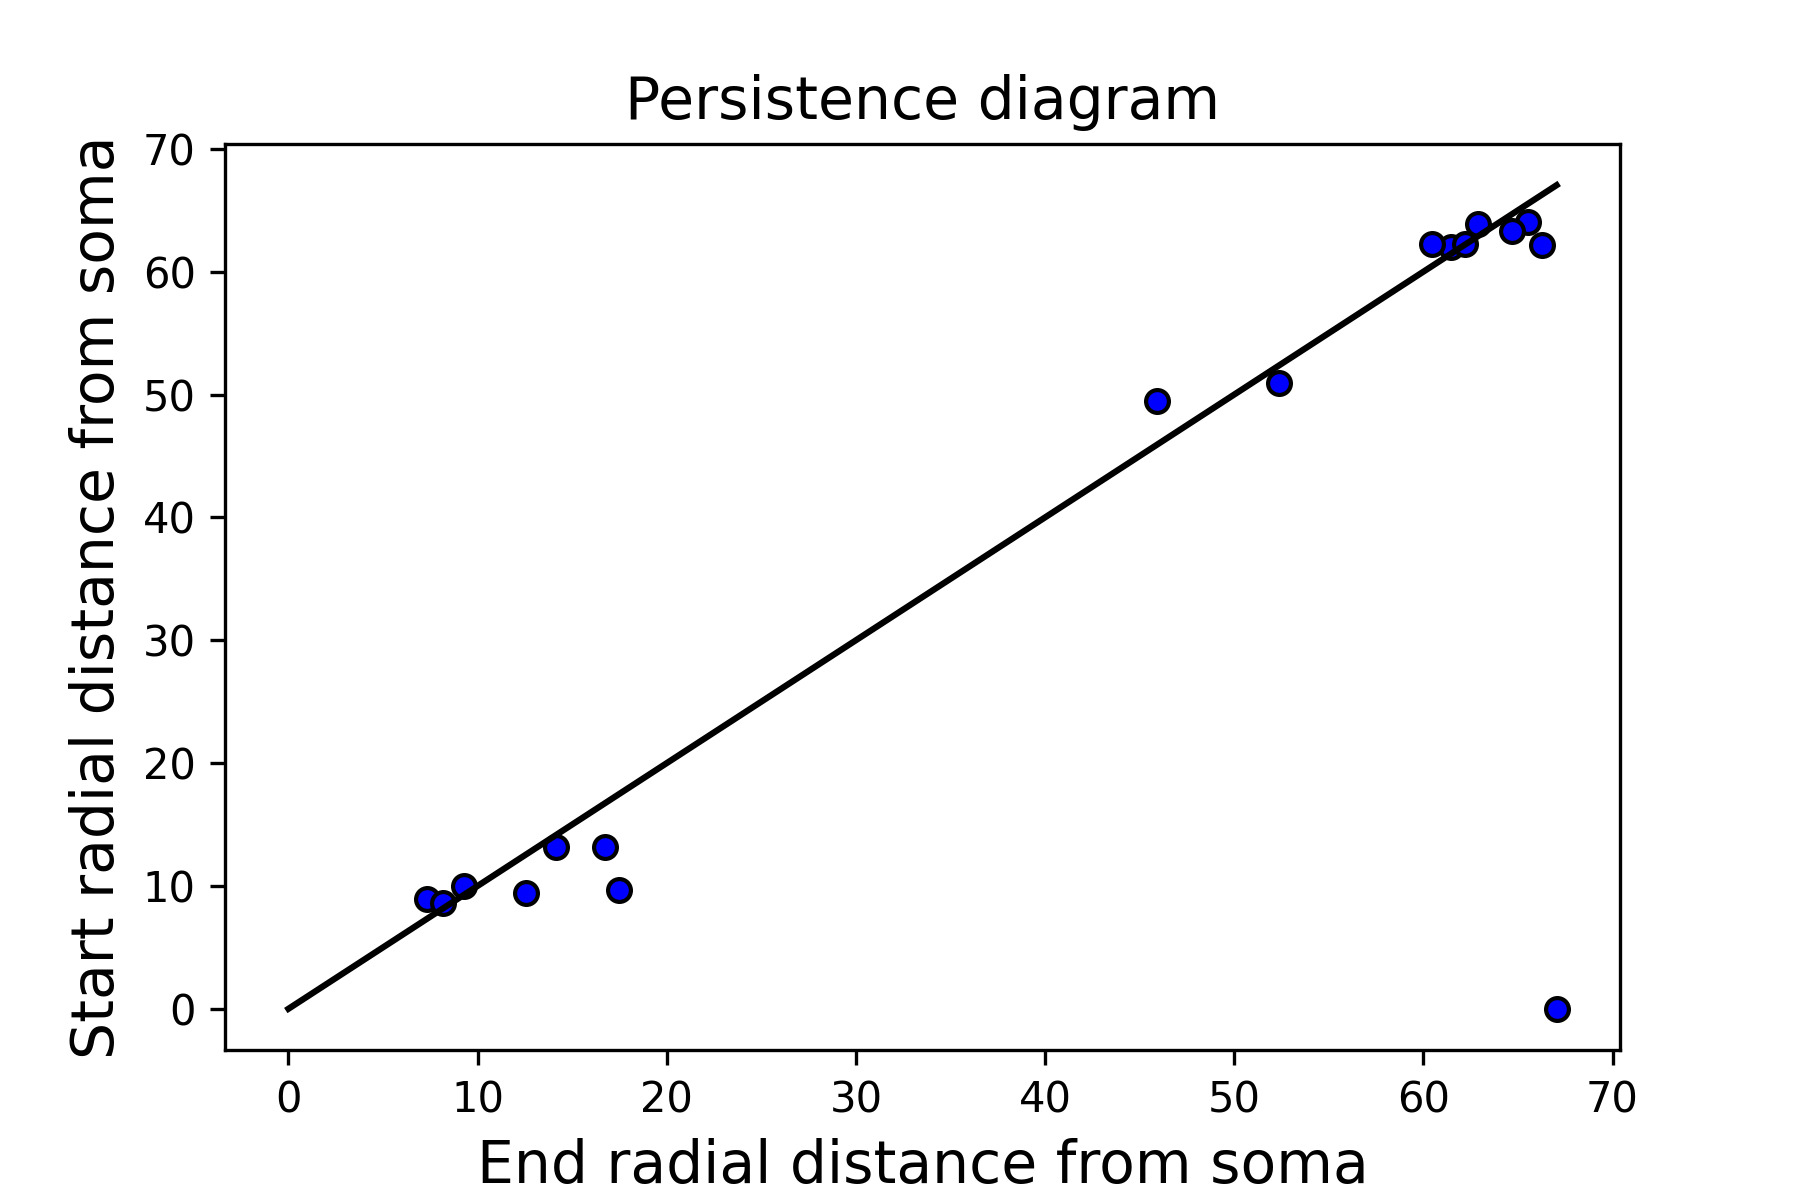 Persistence diagram
Start radial distance from soma
70
60
50
40
30
20
10
0
0 10 20 30 40 50 60 70
End radial distance from soma